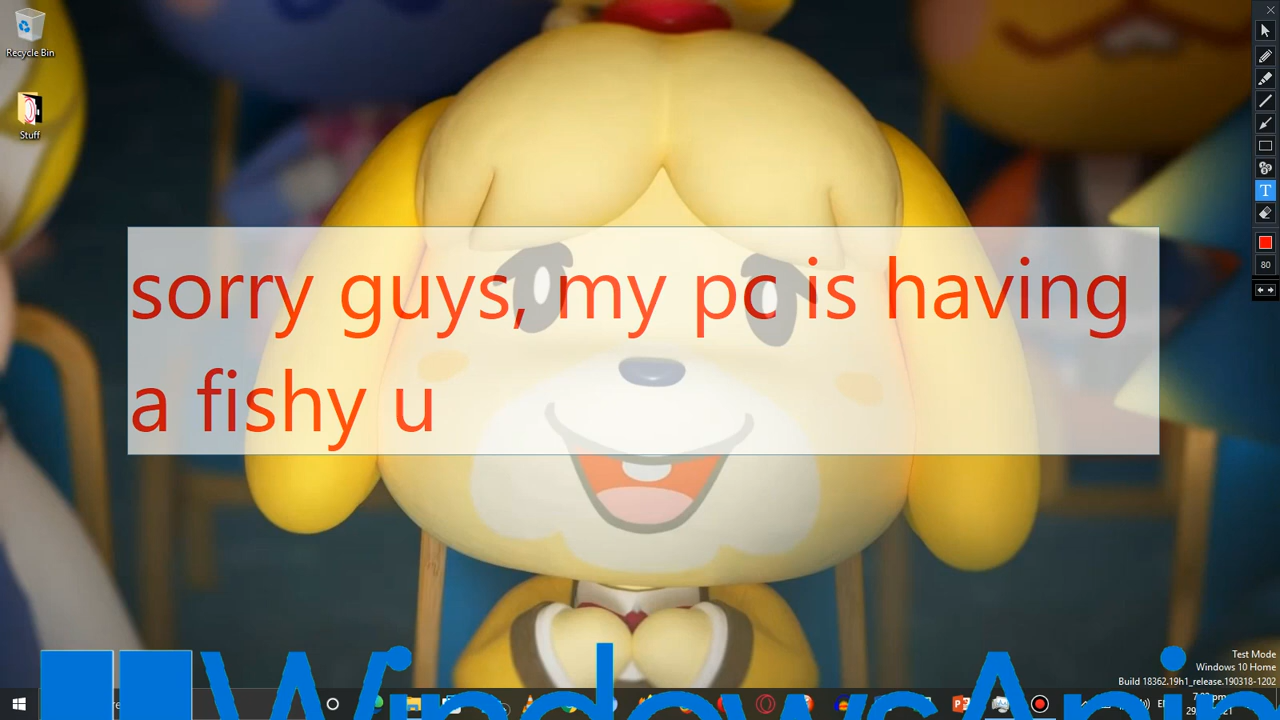 Recycle Bin
Stuff
sorry guys, my pc is having
a fishy u
T
80
Test Mode
Windows 10 Home
Build 18362.19h1_release.190318-1202